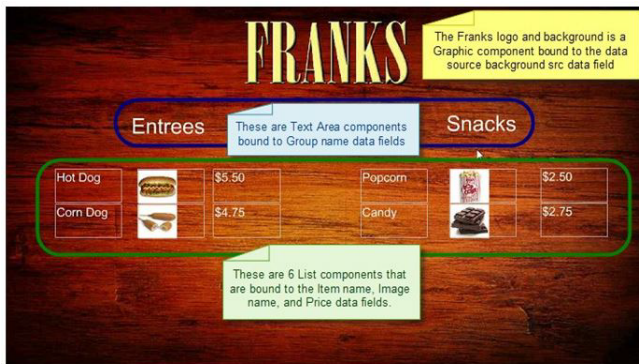 FRANKS
The Franks logo and background is a
Graphic component bound to the data
source background src data field
Entrees
These are Text Area components
bound to Group name data fields
Snacks
Hot Dog $5.50 Popcorn $2.50
Corn Dog $4.75 Candy $2.75
These are 6 List components that
are bound to the Item name, Image
name, and Price data fields.